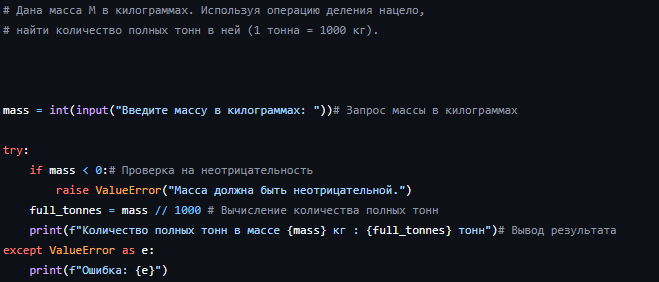 # Дана масса М в килограммах. Используя операцию деления нацело,
# найти количество полных тонн в ней (1 тонна = 1000 кг).
mass = int(input("Введите массу в килограммах: "))# Запрос массы в килограммах
try:
    if mass < 0:# Проверка на неотрицательность
        raise ValueError("Масса должна быть неотрицательной.")
    full_tonnes = mass // 1000 # Вычисление количества полных тонн
    print(f"Количество полных тонн в массе {mass} кг : {full_tonnes} тонн")# Вывод результата
except ValueError as e:
    print(f"Ошибка: {e}")